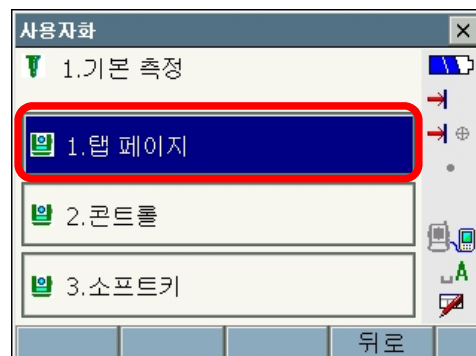 사용자화
1.기본 측정
1.탭 페이지
2.콘트롤
3.소프트키
A
뒤로